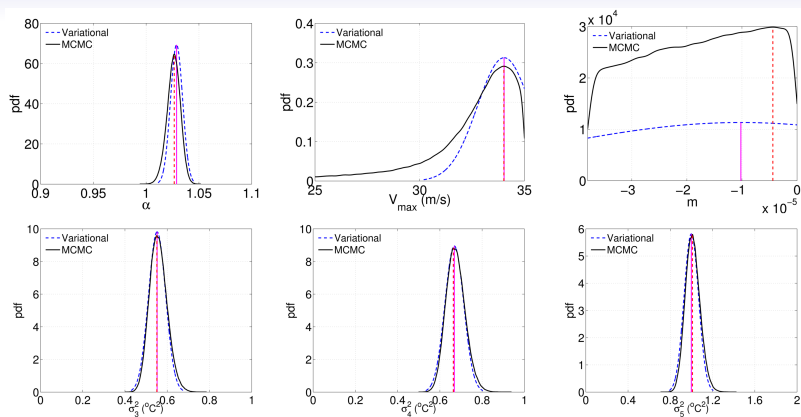 80
60
40
20
0
0.9
0.95
1
1.05
1.1
α
pdf
Variational
MCMC
0.4
0.3
0.2
0.1
0
25
30
35
V_max (m/s)
pdf
Variational
MCMC
3 x 10^4
2
1
0
−3
−2
−1
0
m
x 10^−5
pdf
Variational
MCMC
10
8
6
4
2
0
0
0.2
0.4
0.6
0.8
1
σ_3^2 (°C^2)
pdf
Variational
MCMC
10
8
6
4
2
0
0
0.2
0.4
0.6
0.8
1
σ_4^2 (°C^2)
pdf
Variational
MCMC
6
5
4
3
2
1
0
0
0.4
0.8
1.2
1.6
2
σ_5^2 (°C^2)
pdf
Variational
MCMC